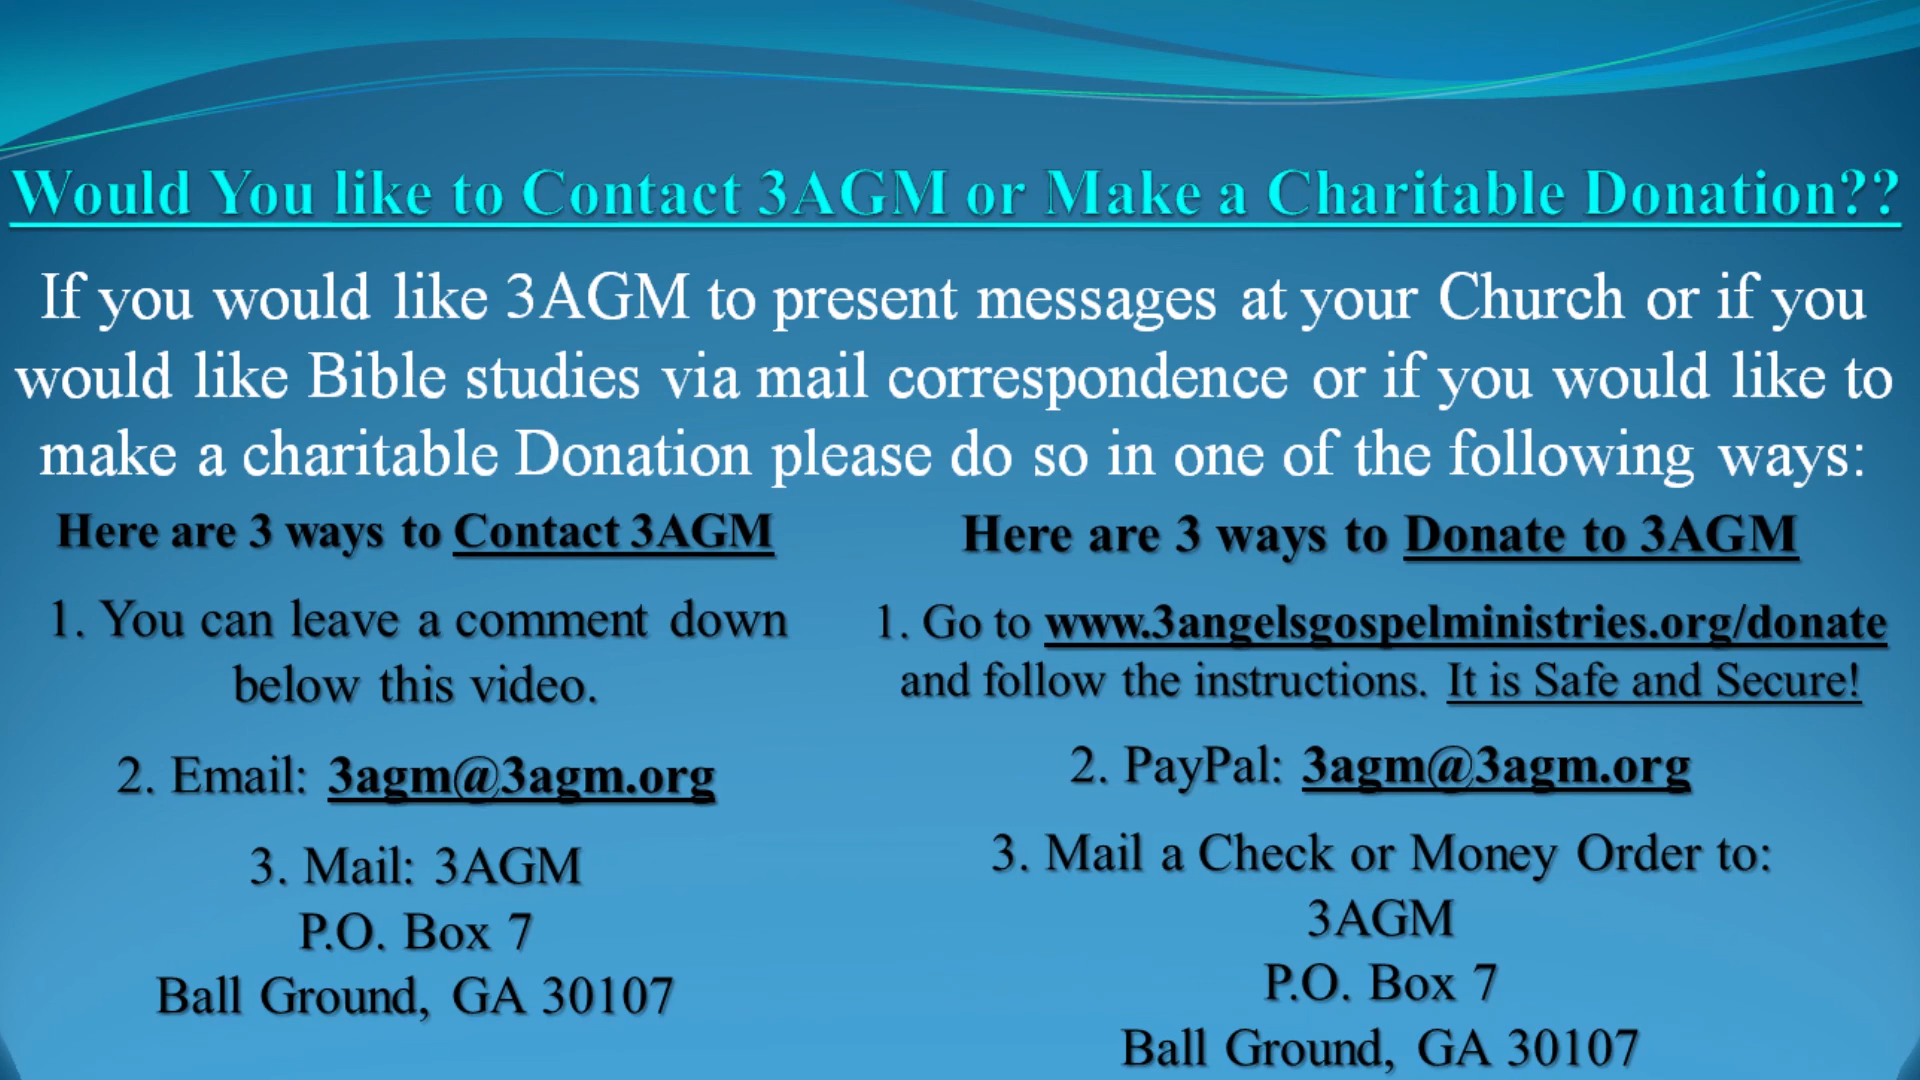 Would You like to Contact 3AGM or Make a Charitable Donation??
If you would like 3AGM to present messages at your Church or if you
would like Bible studies via mail correspondence or if you would like to
make a charitable Donation please do so in one of the following ways:
Here are 3 ways to Contact 3AGM
1. You can leave a comment down
below this video.
2. Email: 3agm@3agm.org
3. Mail: 3AGM
P.O. Box 7
Ball Ground, GA 30107
Here are 3 ways to Donate to 3AGM
1. Go to www.3angelsgospelministries.org/donate
and follow the instructions. It is Safe and Secure!
2. PayPal: 3agm@3agm.org
3. Mail a Check or Money Order to:
3AGM
P.O. Box 7
Ball Ground, GA 30107